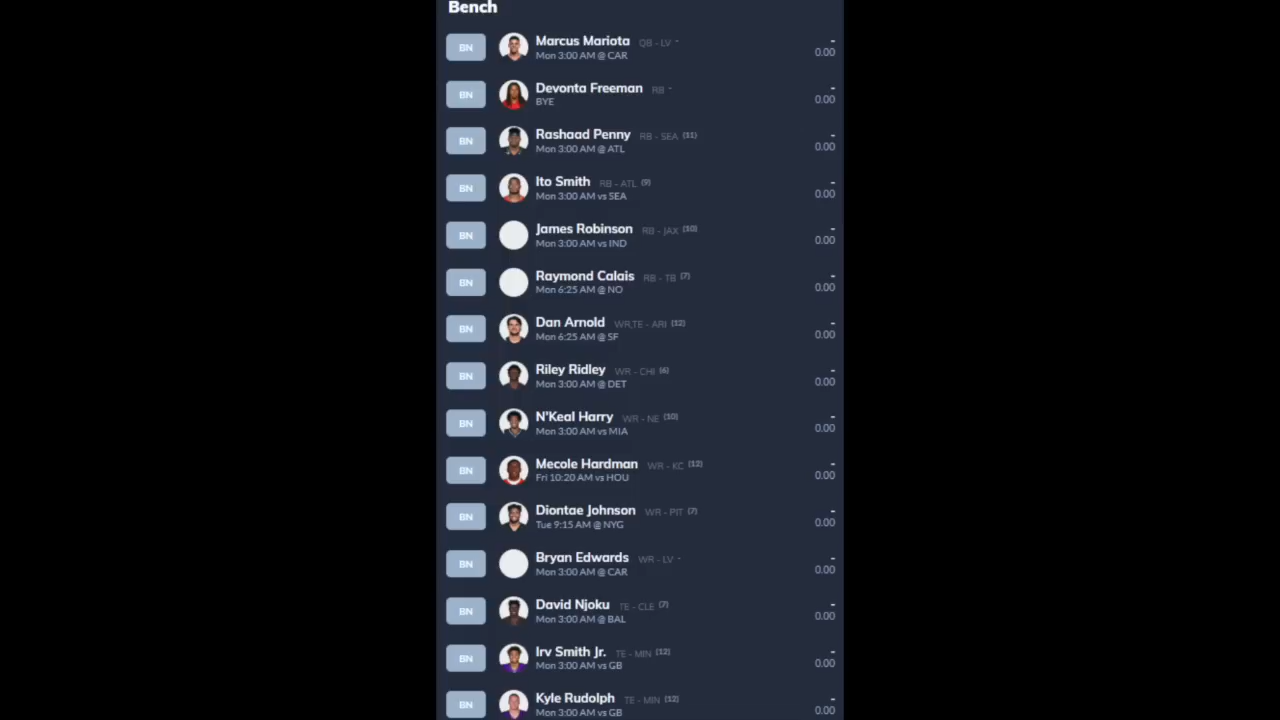 Bench
BN Marcus Mariota QB - LV - -
Mon 3:00 AM @ CAR 0.00
BN Devonta Freeman RB - -
BYE 0.00
BN Rashaad Penny RB - SEA (11) -
Mon 3:00 AM @ ATL 0.00
BN Ito Smith RB - ATL (9) -
Mon 3:00 AM vs SEA 0.00
BN James Robinson RB - JAX (10) -
Mon 3:00 AM vs IND 0.00
BN Raymond Calais RB - TB (7) -
Mon 6:25 AM @ NO 0.00
BN Dan Arnold WR,TE - ARI (12) -
Mon 6:25 AM @ SF 0.00
BN Riley Ridley WR - CHI (6) -
Mon 3:00 AM @ DET 0.00
BN N'Keal Harry WR - NE (10) -
Mon 3:00 AM vs MIA 0.00
BN Mecole Hardman WR - KC (12) -
Fri 10:20 AM vs HOU 0.00
BN Diontae Johnson WR - PIT (7) -
Tue 9:15 AM @ NYG 0.00
BN Bryan Edwards WR - LV - -
Mon 3:00 AM @ CAR 0.00
BN David Njoku TE - CLE (7) -
Mon 3:00 AM @ BAL 0.00
BN Irv Smith Jr. TE - MIN (12) -
Mon 3:00 AM vs GB 0.00
BN Kyle Rudolph TE - MIN (12) -
Mon 3:00 AM vs GB 0.00